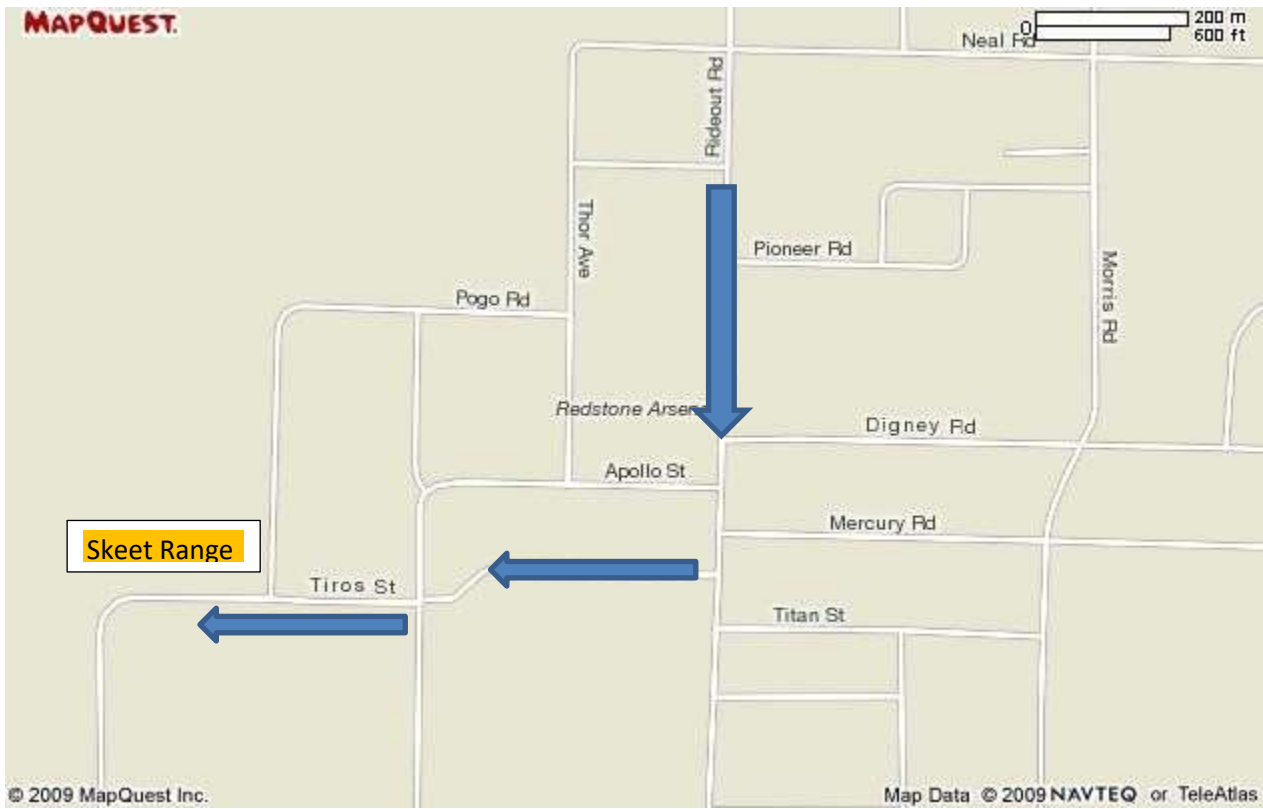 MAPQUEST.
0
200 m
600 ft
Neal Rd
Rideout Rd
Thor Ave
Pioneer Rd
Morris Rd
Pogo Rd
Redstone Arsen
Digney Rd
Apollo St
Mercury Rd
Skeet Range
Tiros St
Titan St
© 2009 MapQuest Inc.
Map Data © 2009 NAVTEQ or TeleAtlas